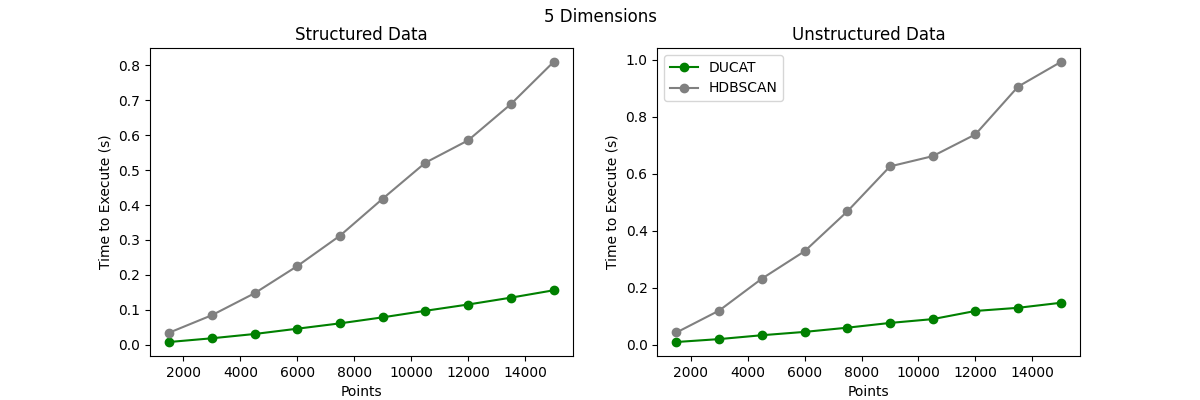 5 Dimensions
Structured Data
Time to Execute (s)
0.8
0.7
0.6
0.5
0.4
0.3
0.2
0.1
0.0
2000 4000 6000 8000 10000 12000 14000
Points
Unstructured Data
DUCAT
HDBSCAN
Time to Execute (s)
1.0
0.8
0.6
0.4
0.2
0.0
2000 4000 6000 8000 10000 12000 14000
Points